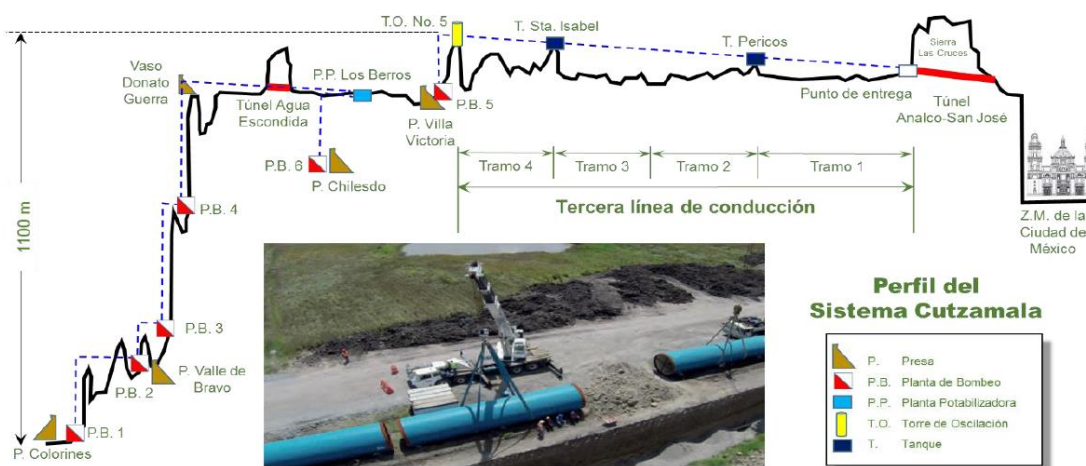 T.O. No. 5
T. Sta. Isabel
T. Pericos
Sierra
Las Cruces
Vaso
Donato
Guerra
P.P. Los Berros
Túnel Agua
Escondida
P.B. 5
P. Villa
Victoria
Punto de entrega
Túnel
Analco-San José
P.B. 6
P. Chilesdo
Tramo 4
Tramo 3
Tramo 2
Tramo 1
Tercera línea de conducción
P.B. 4
Z.M. de la
Ciudad de
México
1100 m
P.B. 3
P.B. 2
P. Valle de
Bravo
P.B. 1
P. Colorines
Perfil del
Sistema Cutzamala
P. Presa
P.B. Planta de Bombeo
P.P. Planta Potabilizadora
T.O. Torre de Oscilación
T. Tanque